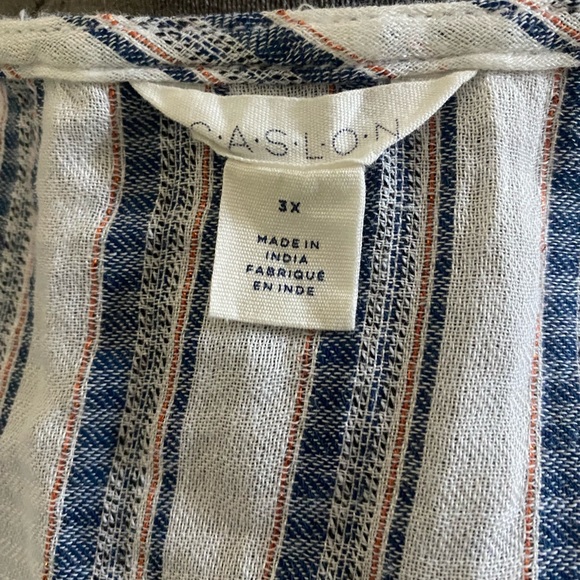 C·A·S·L·O·N
3X
MADE IN
INDIA
FABRIQUÉ
EN INDE